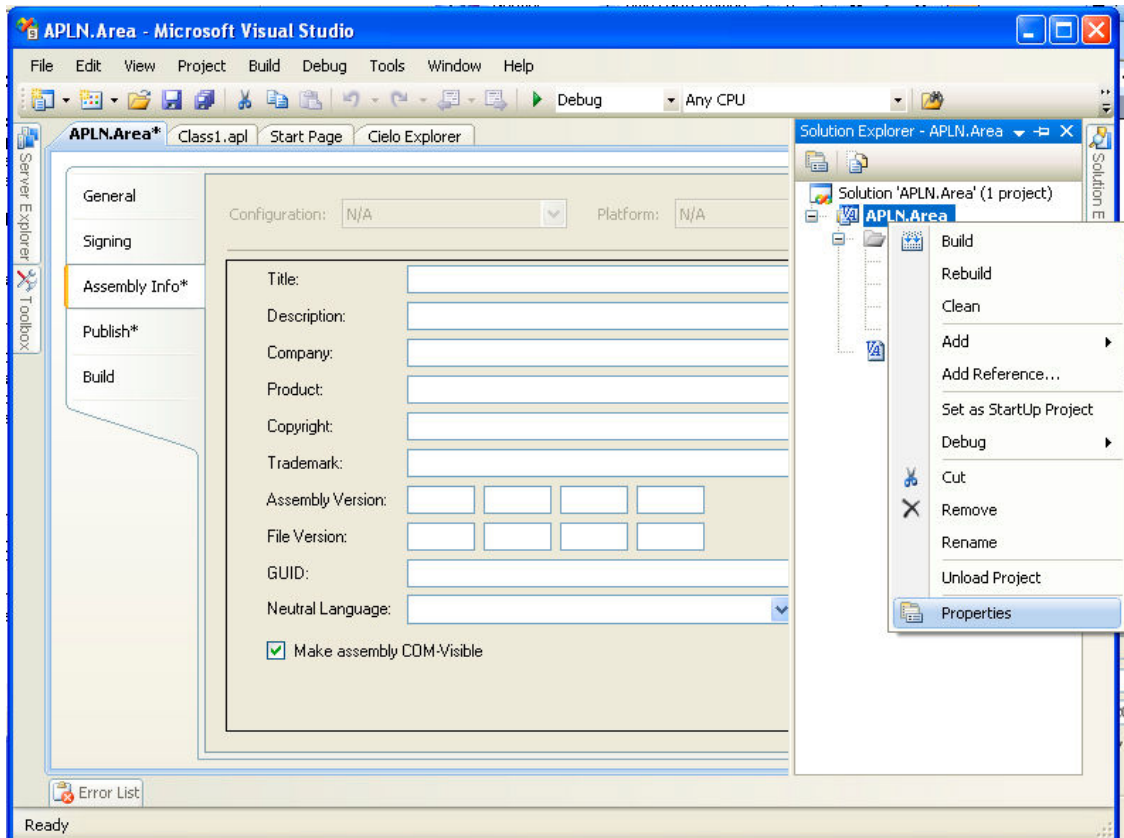 APLN.Area - Microsoft Visual Studio
File Edit View Project Build Debug Tools Window Help
Debug Any CPU
APLN.Area* Class1.apl Start Page Cielo Explorer
Server Explorer
Toolbox
General
Signing
Assembly Info*
Publish*
Build
Configuration: N/A Platform: N/A
Title:
Description:
Company:
Product:
Copyright:
Trademark:
Assembly Version:
File Version:
GUID:
Neutral Language:
Make assembly COM-Visible
Solution Explorer - APLN.Area
Solution 'APLN.Area' (1 project)
APLN.Area
Build
Rebuild
Clean
Add
Add Reference...
Set as StartUp Project
Debug
Cut
Remove
Rename
Unload Project
Properties
Solution E
Error List
Ready